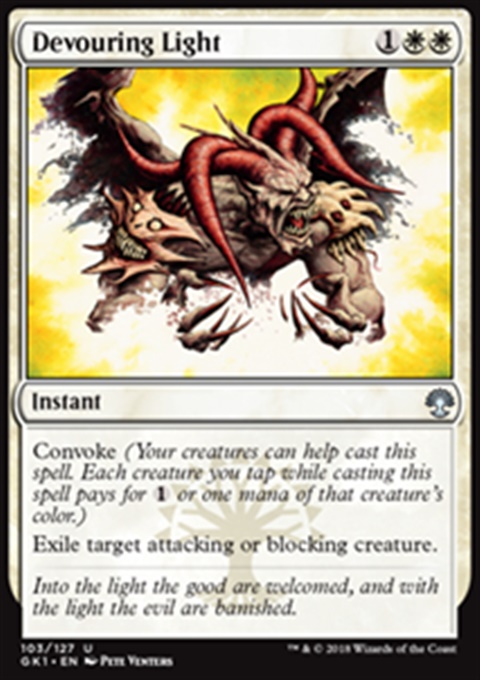 Devouring Light 1
Instant
Convoke (Your creatures can help cast this
spell. Each creature you tap while casting this
spell pays for 1 or one mana of that creature's
color.)
Exile target attacking or blocking creature.
Into the light the good are welcomed, and with
the light the evil are banished.
103/127 U
GK1 • EN Pete Venters
™ & © 2018 Wizards of the Coast